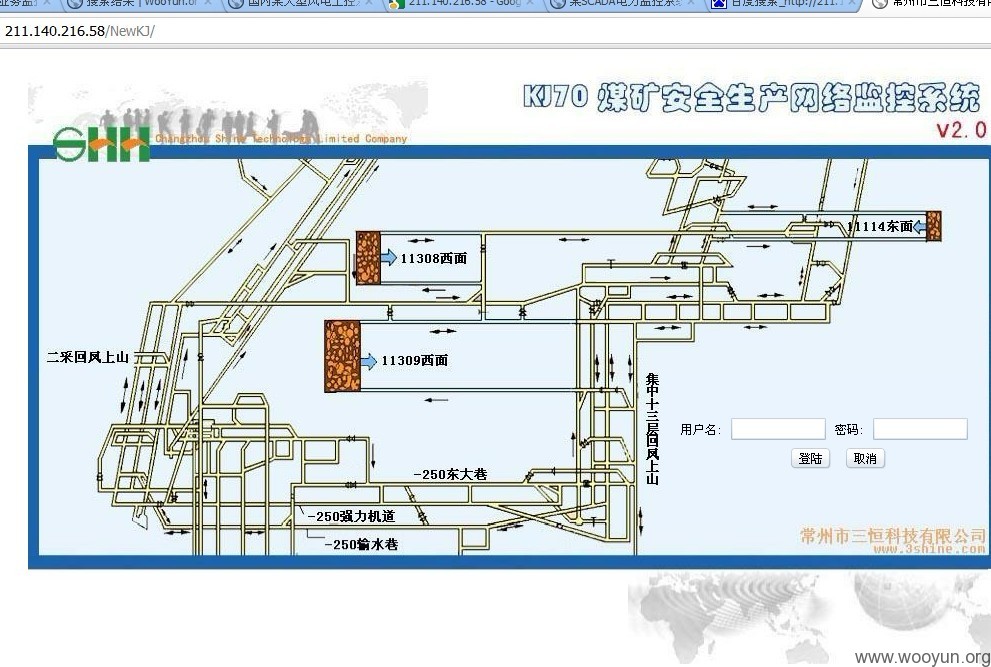 搜索结果 | WooYun.or
国内某大型风电工控
211.140.216.58 - Goog
某SCADA电力监控系统
百度搜索_http://211.1
常州市三恒科技有限
211.140.216.58/NewKJ/
KJ70 煤矿安全生产网络监控系统
v2.0
SHH
Changzhou Shine Technology Limited Company
11114东面
11308西面
11309西面
二采回风上山
集中十三层回风上山
用户名:
密码:
登陆
取消
-250东大巷
-250强力机道
-250输水巷
常州市三恒科技有限公司
www.3shine.com
www.wooyun.org